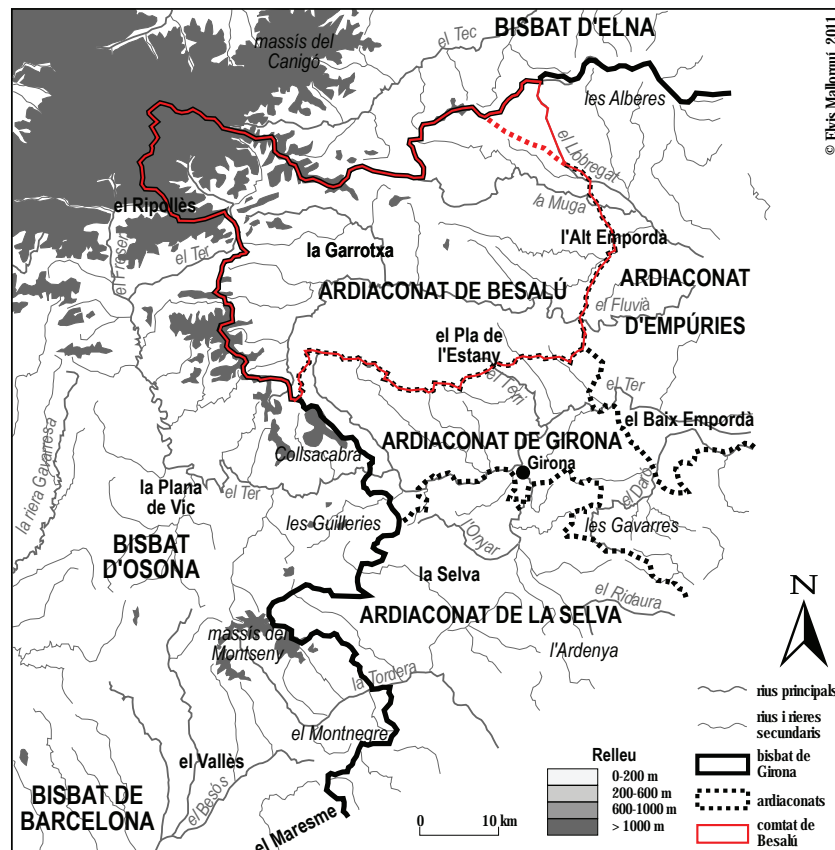 BISBAT D'ELNA
massís del
Canigó
el Tec
© Elvis Mallorquí, 2011
les Alberes
el Llobregat
la Muga
el Ripollès
el Freser
el Ter
la Garrotxa
l'Alt Empordà
ARDIACONAT DE BESALÚ
ARDIACONAT
D'EMPÚRIES
el Fluvià
el Pla de
l'Estany
el Terri
el Ter
el Baix Empordà
ARDIACONAT DE GIRONA
Girona
Collsacabra
la riera Gavarresa
la Plana
de Vic
el Ter
el Daró
les Guilleries
l'Onyar
les Gavarres
BISBAT
D'OSONA
la Selva
el Ridaura
ARDIACONAT DE LA SELVA
massís del
Montseny
l'Ardenya
la Tordera
el Montnegre
el Vallès
el Besòs
BISBAT DE
BARCELONA
el Maresme
N
rius principals
rius i rieres
secundaris
bisbat de
Girona
ardiaconats
comtat de
Besalú
Relleu
0-200 m
200-600 m
600-1000 m
> 1000 m
0 10 km